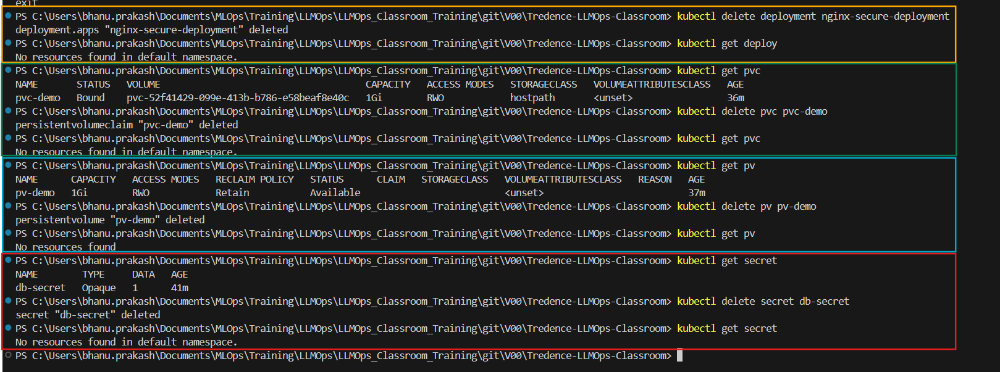 exit
PS C:\Users\bhanu.prakash\Documents\MLOps\Training\LLMOps\LLMOps_Classroom_Training\git\V00\Tredence-LLMOps-Classroom> kubectl delete deployment nginx-secure-deployment
deployment.apps "nginx-secure-deployment" deleted
PS C:\Users\bhanu.prakash\Documents\MLOps\Training\LLMOps\LLMOps_Classroom_Training\git\V00\Tredence-LLMOps-Classroom> kubectl get deploy
No resources found in default namespace.
PS C:\Users\bhanu.prakash\Documents\MLOps\Training\LLMOps\LLMOps_Classroom_Training\git\V00\Tredence-LLMOps-Classroom> kubectl get pvc
NAME STATUS VOLUME CAPACITY ACCESS MODES STORAGECLASS VOLUMEATTRIBUTESCLASS AGE
pvc-demo Bound pvc-52f41429-099e-413b-b786-e58beaf8e40c 1Gi RWO hostpath <unset> 36m
PS C:\Users\bhanu.prakash\Documents\MLOps\Training\LLMOps\LLMOps_Classroom_Training\git\V00\Tredence-LLMOps-Classroom> kubectl delete pvc pvc-demo
persistentvolumeclaim "pvc-demo" deleted
PS C:\Users\bhanu.prakash\Documents\MLOps\Training\LLMOps\LLMOps_Classroom_Training\git\V00\Tredence-LLMOps-Classroom> kubectl get pvc
No resources found in default namespace.
PS C:\Users\bhanu.prakash\Documents\MLOps\Training\LLMOps\LLMOps_Classroom_Training\git\V00\Tredence-LLMOps-Classroom> kubectl get pv
NAME CAPACITY ACCESS MODES RECLAIM POLICY STATUS CLAIM STORAGECLASS VOLUMEATTRIBUTESCLASS REASON AGE
pv-demo 1Gi RWO Retain Available <unset> 37m
PS C:\Users\bhanu.prakash\Documents\MLOps\Training\LLMOps\LLMOps_Classroom_Training\git\V00\Tredence-LLMOps-Classroom> kubectl delete pv pv-demo
persistentvolume "pv-demo" deleted
PS C:\Users\bhanu.prakash\Documents\MLOps\Training\LLMOps\LLMOps_Classroom_Training\git\V00\Tredence-LLMOps-Classroom> kubectl get pv
No resources found
PS C:\Users\bhanu.prakash\Documents\MLOps\Training\LLMOps\LLMOps_Classroom_Training\git\V00\Tredence-LLMOps-Classroom> kubectl get secret
NAME TYPE DATA AGE
db-secret Opaque 1 41m
PS C:\Users\bhanu.prakash\Documents\MLOps\Training\LLMOps\LLMOps_Classroom_Training\git\V00\Tredence-LLMOps-Classroom> kubectl delete secret db-secret
secret "db-secret" deleted
PS C:\Users\bhanu.prakash\Documents\MLOps\Training\LLMOps\LLMOps_Classroom_Training\git\V00\Tredence-LLMOps-Classroom> kubectl get secret
No resources found in default namespace.
PS C:\Users\bhanu.prakash\Documents\MLOps\Training\LLMOps\LLMOps_Classroom_Training\git\V00\Tredence-LLMOps-Classroom>